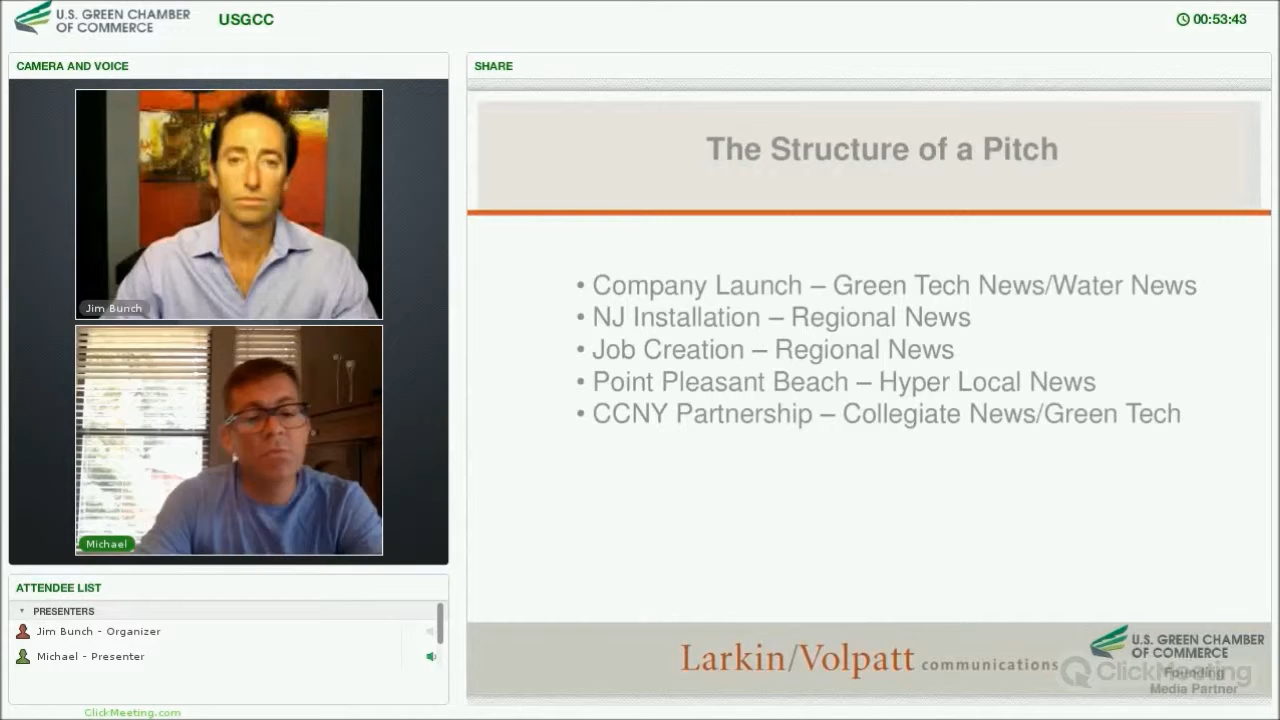 U.S. GREEN CHAMBER
OF COMMERCE
USGCC
00:53:43
CAMERA AND VOICE
Jim Bunch
Michael
ATTENDEE LIST
PRESENTERS
Jim Bunch - Organizer
Michael - Presenter
ClickMeeting.com
SHARE
The Structure of a Pitch
• Company Launch – Green Tech News/Water News
• NJ Installation – Regional News
• Job Creation – Regional News
• Point Pleasant Beach – Hyper Local News
• CCNY Partnership – Collegiate News/Green Tech
Larkin/Volpatt communications
U.S. GREEN CHAMBER
OF COMMERCE
ClickMeeting
Founding
Media Partner